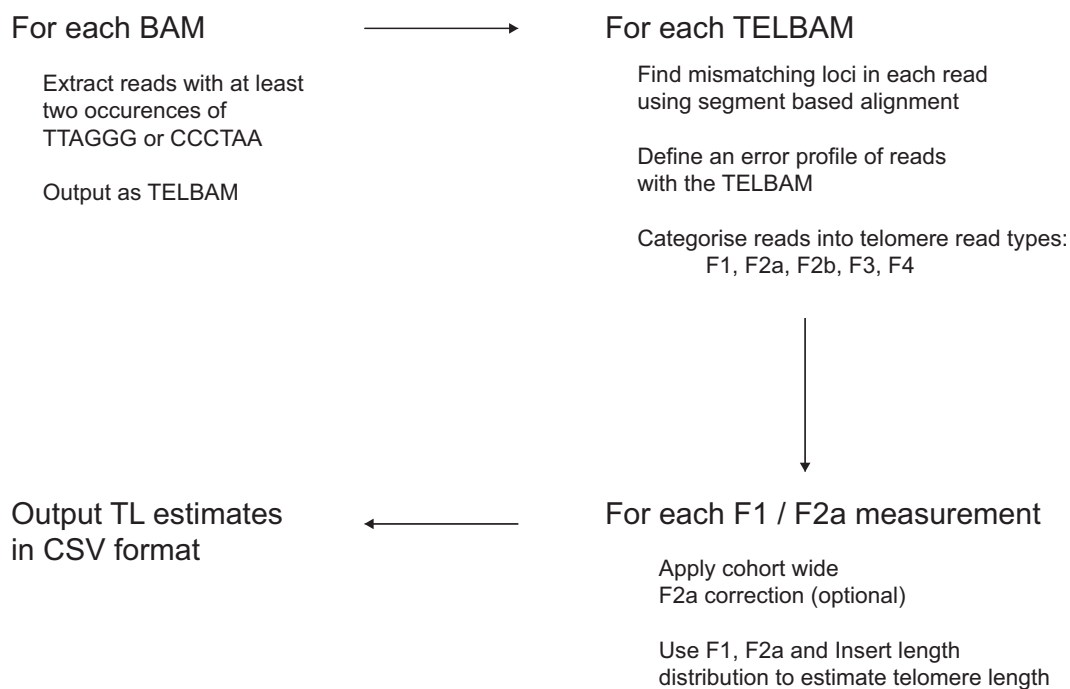 For each BAM
Extract reads with at least
two occurences of
TTAGGG or CCCTAA
Output as TELBAM
For each TELBAM
Find mismatching loci in each read
using segment based alignment
Define an error profile of reads
with the TELBAM
Categorise reads into telomere read types:
F1, F2a, F2b, F3, F4
For each F1 / F2a measurement
Apply cohort wide
F2a correction (optional)
Use F1, F2a and Insert length
distribution to estimate telomere length
Output TL estimates
in CSV format